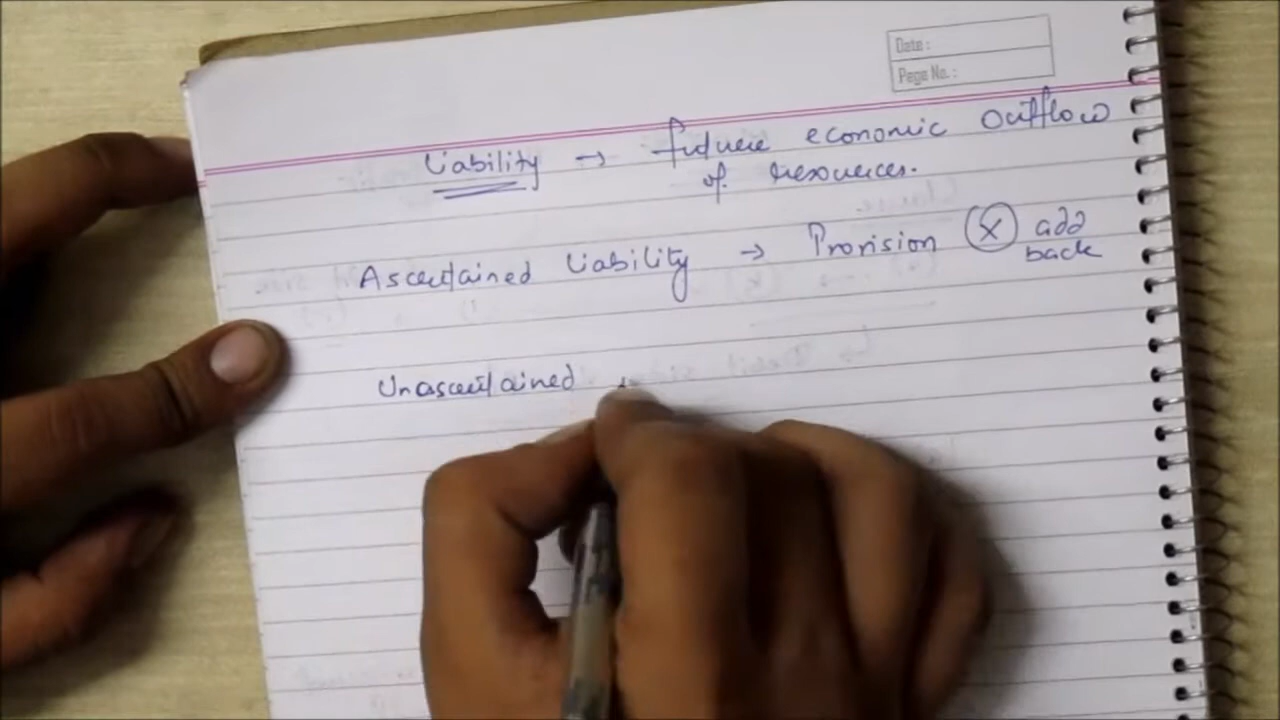 Date :
Page No. :
Liability → future economic outflow
of resources.
Ascertained liability → Provision (x) add
back
Unascertained